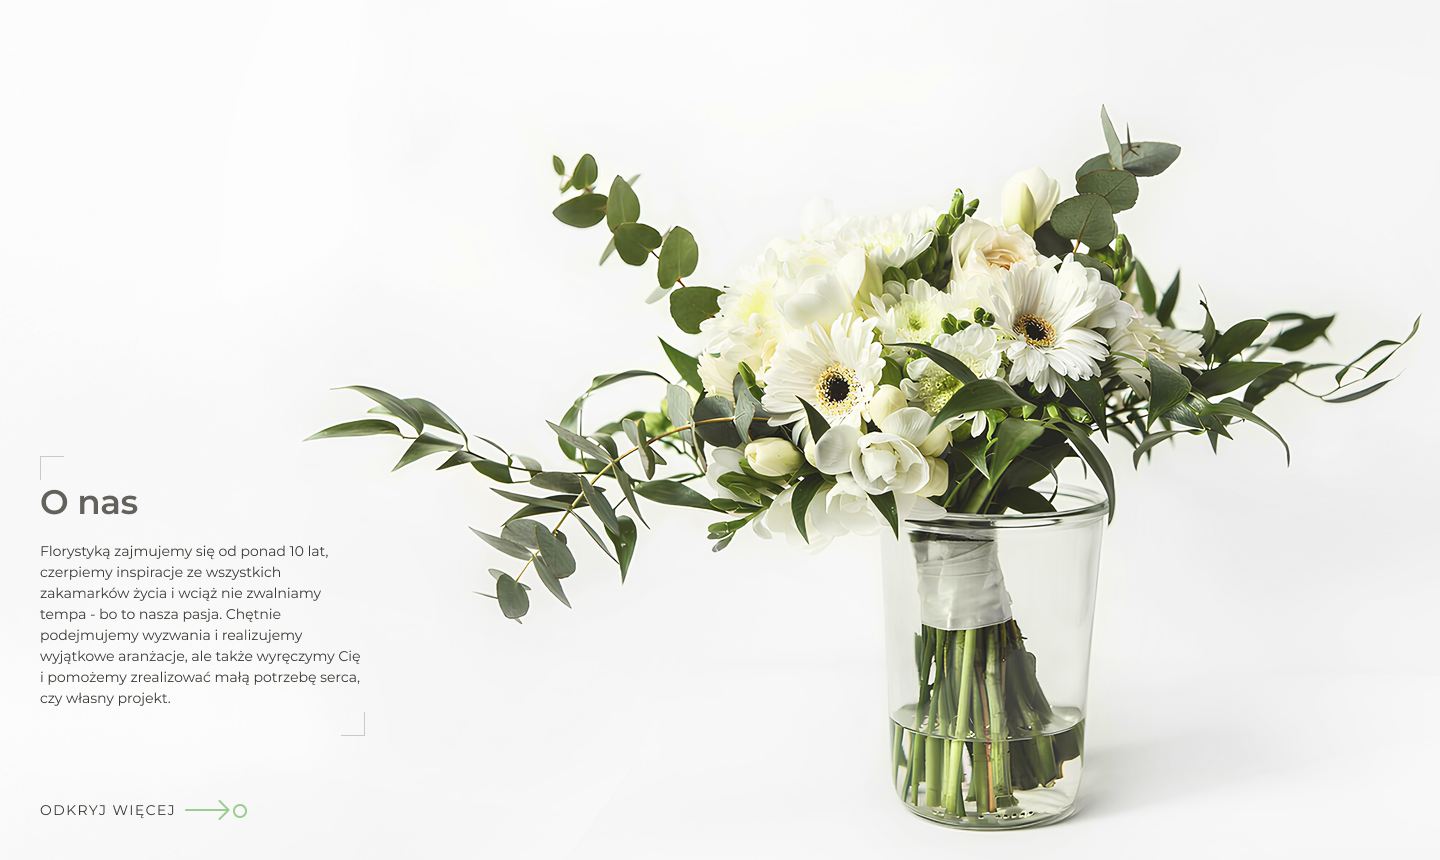 O nas
Florystyką zajmujemy się od ponad 10 lat,
czerpiemy inspiracje ze wszystkich
zakamarków życia i wciąż nie zwalniamy
tempa - bo to nasza pasja. Chętnie
podejmujemy wyzwania i realizujemy
wyjątkowe aranżacje, ale także wyręczymy Cię
i pomożemy zrealizować małą potrzebę serca,
czy własny projekt.
ODKRYJ WIĘCEJ